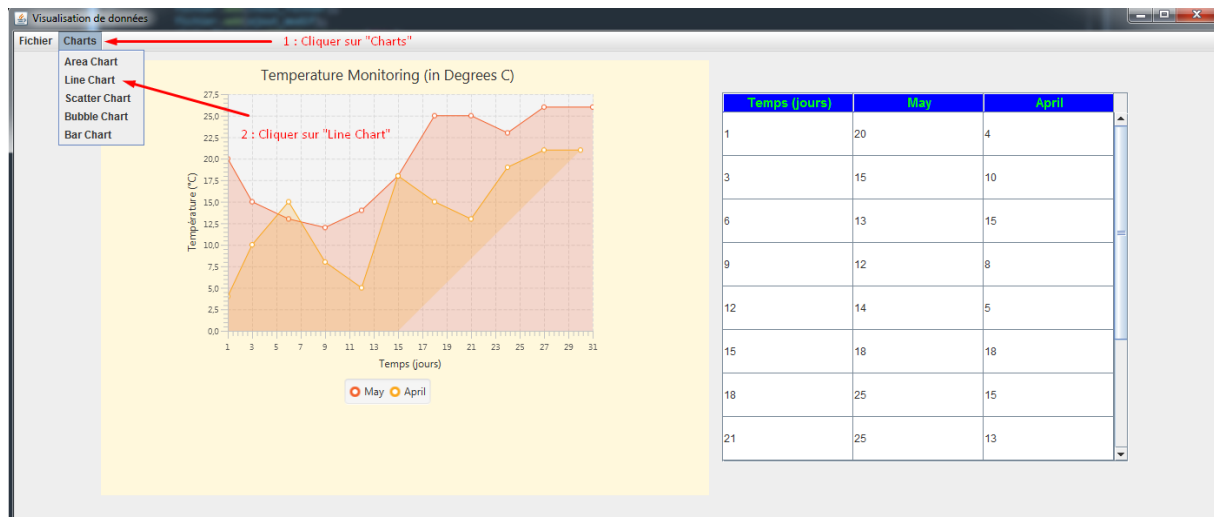 Visualisation de données
Fichier Charts 1 : Cliquer sur "Charts"
Area Chart
Line Chart
Scatter Chart
Bubble Chart
Bar Chart
2 : Cliquer sur "Line Chart"
Temperature Monitoring (in Degrees C)
Température (°C)
27,5
25,0
22,5
20,0
17,5
15,0
12,5
10,0
7,5
5,0
2,5
0,0
1 3 5 7 9 11 13 15 17 19 21 23 25 27 29 31
Temps (jours)
May April
Temps (jours) May April
1 20 4
3 15 10
6 13 15
9 12 8
12 14 5
15 18 18
18 25 15
21 25 13